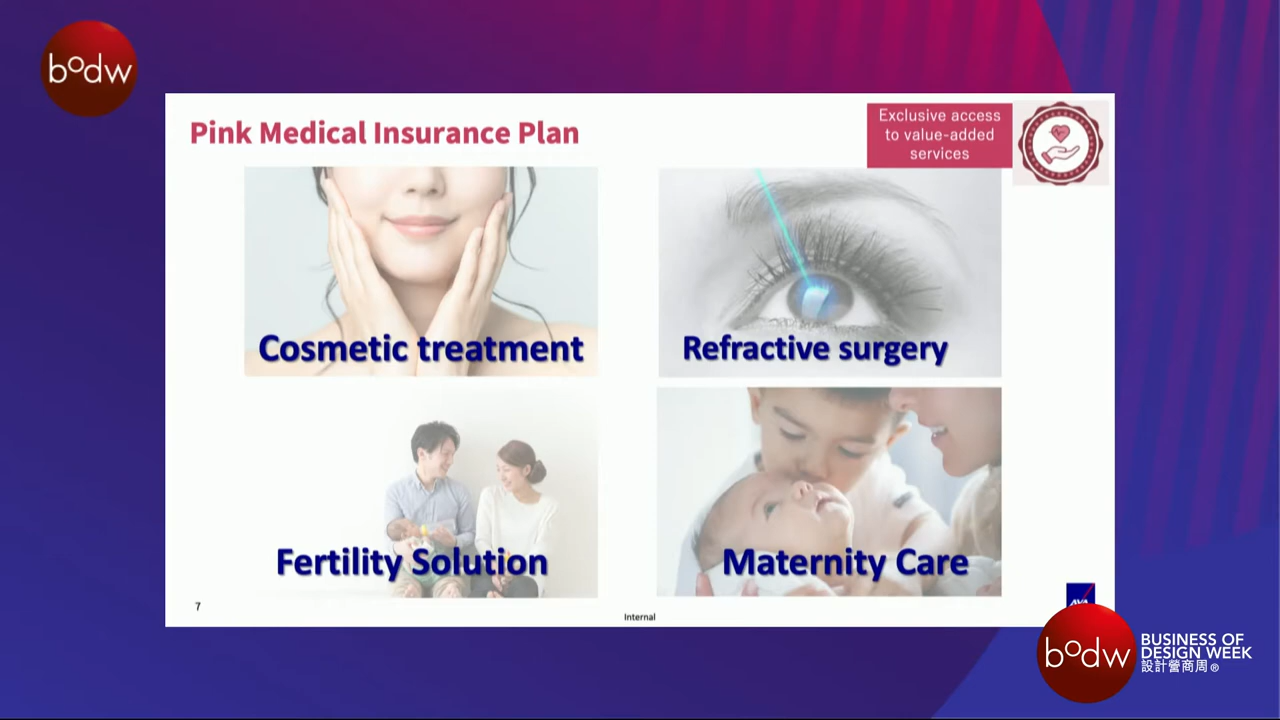 bodw
Pink Medical Insurance Plan
Exclusive access
to value-added
services
Cosmetic treatment
Refractive surgery
Fertility Solution
Maternity Care
7
Internal
bodw
BUSINESS OF
DESIGN WEEK
設計營商周®